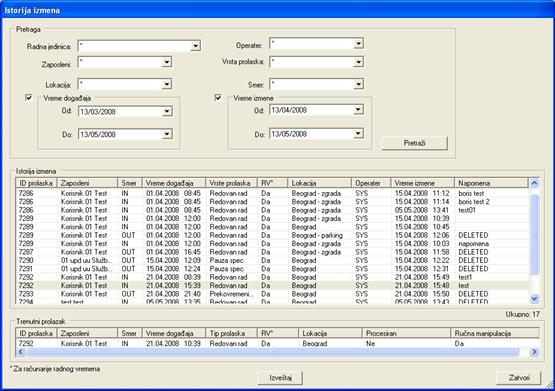 Istorija izmena
Pretraga
Radna jedinica: * Operater: *
Zaposleni: * Vrsta prolaska: *
Lokacija: * Smer: *
Vreme događaja Vreme izmene
Od: 13/03/2008 Od: 13/04/2008
Do: 13/05/2008 Do: 13/05/2008
Pretraži
Istorija izmena
ID prolaska Zaposleni Smer Vreme događaja Vrste prolaska RV* Lokacija Operater Vreme izmene Napomena
7286 Korisnik 01 Test IN 01.04.2008 08:45 Redovan rad Da Beograd - zgrada SYS 15.04.2008 11:12 boris test
7286 Korisnik 01 Test IN 01.04.2008 08:45 Redovan rad Da Beograd - zgrada SYS 15.04.2008 11:14 boris test 2
7286 Korisnik 01 Test IN 01.04.2008 08:45 Redovan rad Da Beograd - zgrada SYS 05.05.2008 13:41 test01
7289 Korisnik 01 Test IN 01.04.2008 12:00 Redovan rad Da Beograd - zgrada SYS 15.04.2008 10:39
7289 Korisnik 01 Test IN 01.04.2008 12:00 Redovan rad Da Beograd SYS 15.04.2008 10:45
7289 Korisnik 01 Test OUT 01.04.2008 12:00 Redovan rad Da Beograd - parking SYS 15.04.2008 12:06 DELETED
7289 Korisnik 01 Test IN 01.04.2008 12:00 Redovan rad Da Beograd - zgrada SYS 15.04.2008 10:03 napomena
7287 Korisnik 01 Test OUT 01.04.2008 16:45 Redovan rad Da Beograd - zgrada SYS 15.04.2008 11:58 DELETED
7290 01 upd ũu Službo... OUT 15.04.2008 12:09 Pauza spec Da Beograd SYS 15.04.2008 12:22 DELETED
7291 01 upd uu Službo... OUT 15.04.2008 12:24 Pauza spec Da Beograd SYS 15.04.2008 12:31 DELETED
7292 Korisnik 01 Test IN 21.04.2008 08:39 Redovan rad Da Beograd SYS 21.04.2008 15:49 test1
7292 Korisnik 01 Test IN 21.04.2008 15:39 Redovan rad Da Beograd SYS 21.04.2008 15:48 test
7293 Korisnik 01 Test OUT 21.04.2008 21:40 Prekovremeni... Da Beograd SYS 21.04.2008 15:50 DELETED
7294 test test IN 05.05.2008 13:35 Redovan rad Da Beograd SYS 05.05.2008 13:43 DELETED
Ukupno: 17
Trenutni prolazak
ID prolaska Zaposleni Smer Vreme događaja Tip prolaska RV* Lokacija Procesiran Ručna manipulacija
7292 Korisnik 01 Test IN 21.04.2008 10:39 Redovan rad Da Beograd Ne Da
* Za računanje radnog vremena
Izveštaj Zatvori